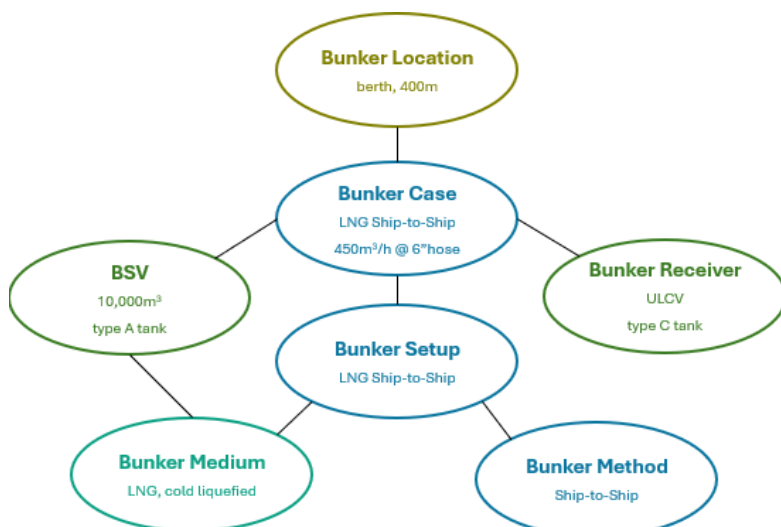 Bunker Location
berth, 400m
Bunker Case
LNG Ship-to-Ship
450m³/h @ 6”hose
BSV
10,000m³
type A tank
Bunker Receiver
ULCV
type C tank
Bunker Setup
LNG Ship-to-Ship
Bunker Medium
LNG, cold liquefied
Bunker Method
Ship-to-Ship